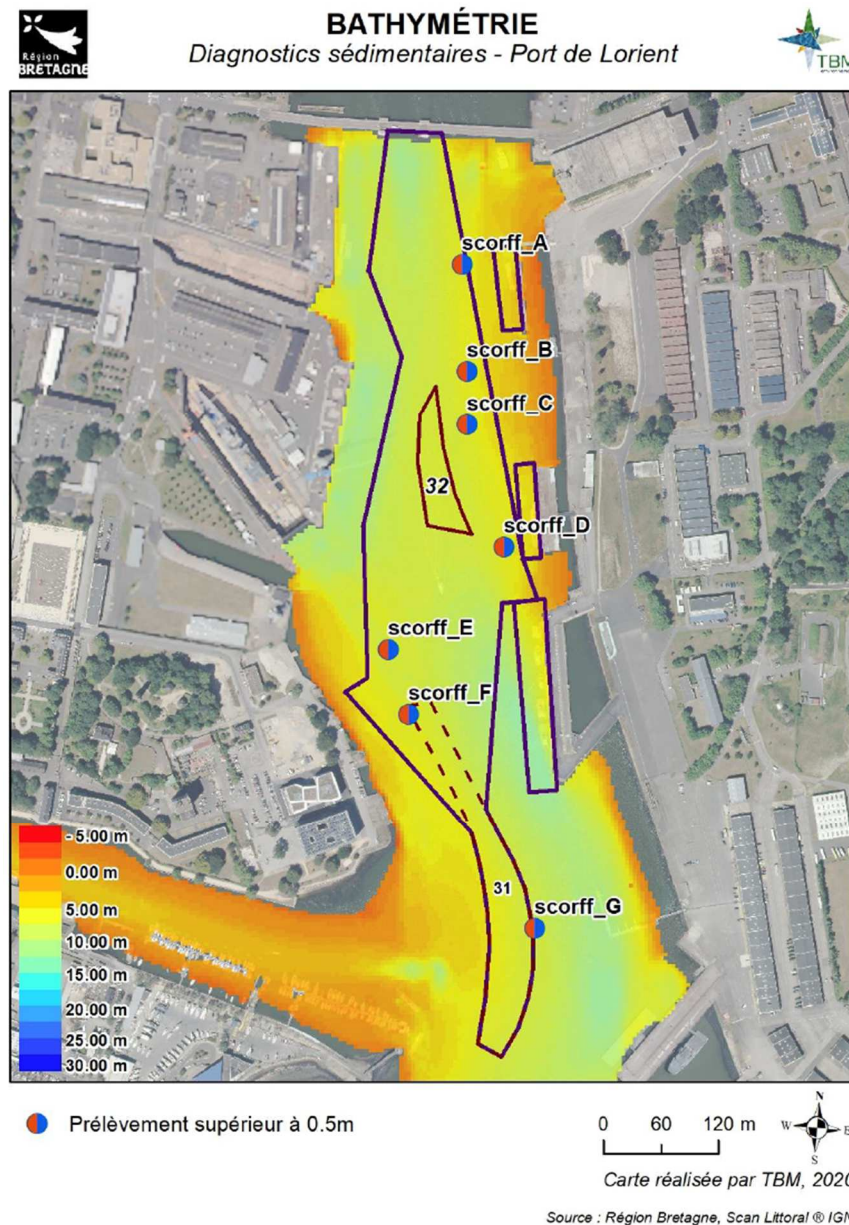 Région
BRETAGNE
BATHYMÉTRIE
Diagnostics sédimentaires - Port de Lorient
TBM
scorff_A
scorff_B
scorff_C
32
scorff_D
scorff_E
scorff_F
31
scorff_G
- 5.00 m
0.00 m
5.00 m
10.00 m
15.00 m
20.00 m
25.00 m
30.00 m
Prélèvement supérieur à 0.5m
0 60 120 m
N
W E
S
Carte réalisée par TBM, 2020
Source : Région Bretagne, Scan Littoral ® IGN